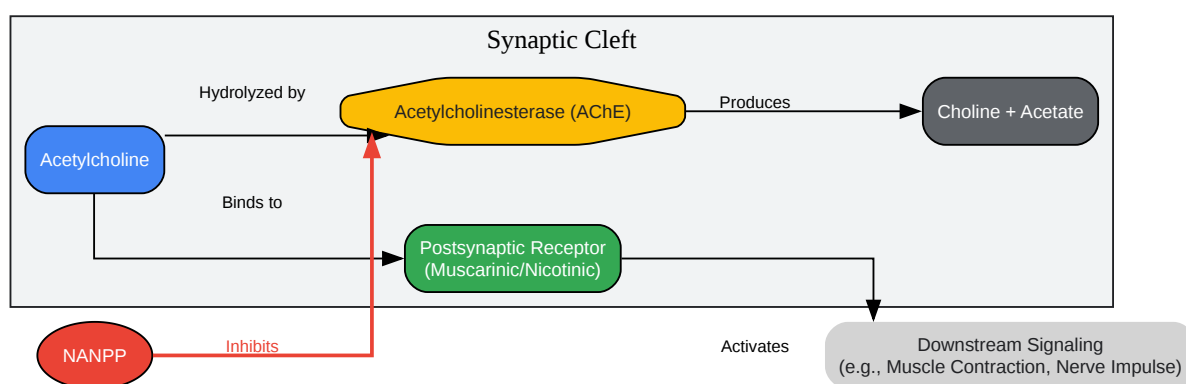 Synaptic Cleft
Hydrolyzed by
Acetylcholinesterase (AChE)
Produces
Choline + Acetate
Acetylcholine
Binds to
Postsynaptic Receptor
(Muscarinic/Nicotinic)
NANPP
Inhibits
Activates
Downstream Signaling
(e.g., Muscle Contraction, Nerve Impulse)